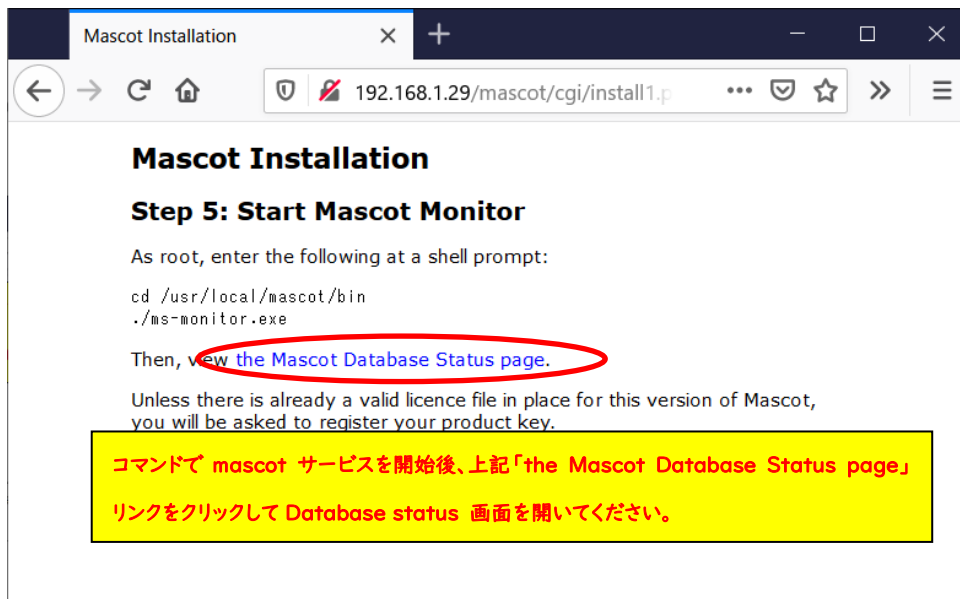 Mascot Installation
192.168.1.29/mascot/cgi/install1.p
Mascot Installation
Step 5: Start Mascot Monitor
As root, enter the following at a shell prompt:
cd /usr/local/mascot/bin
./ms-monitor.exe
Then, view the Mascot Database Status page.
Unless there is already a valid licence file in place for this version of Mascot,
you will be asked to register your product key.
コマンドで mascot サービスを開始後、上記「the Mascot Database Status page」
リンクをクリックして Database status 画面を開いてください。